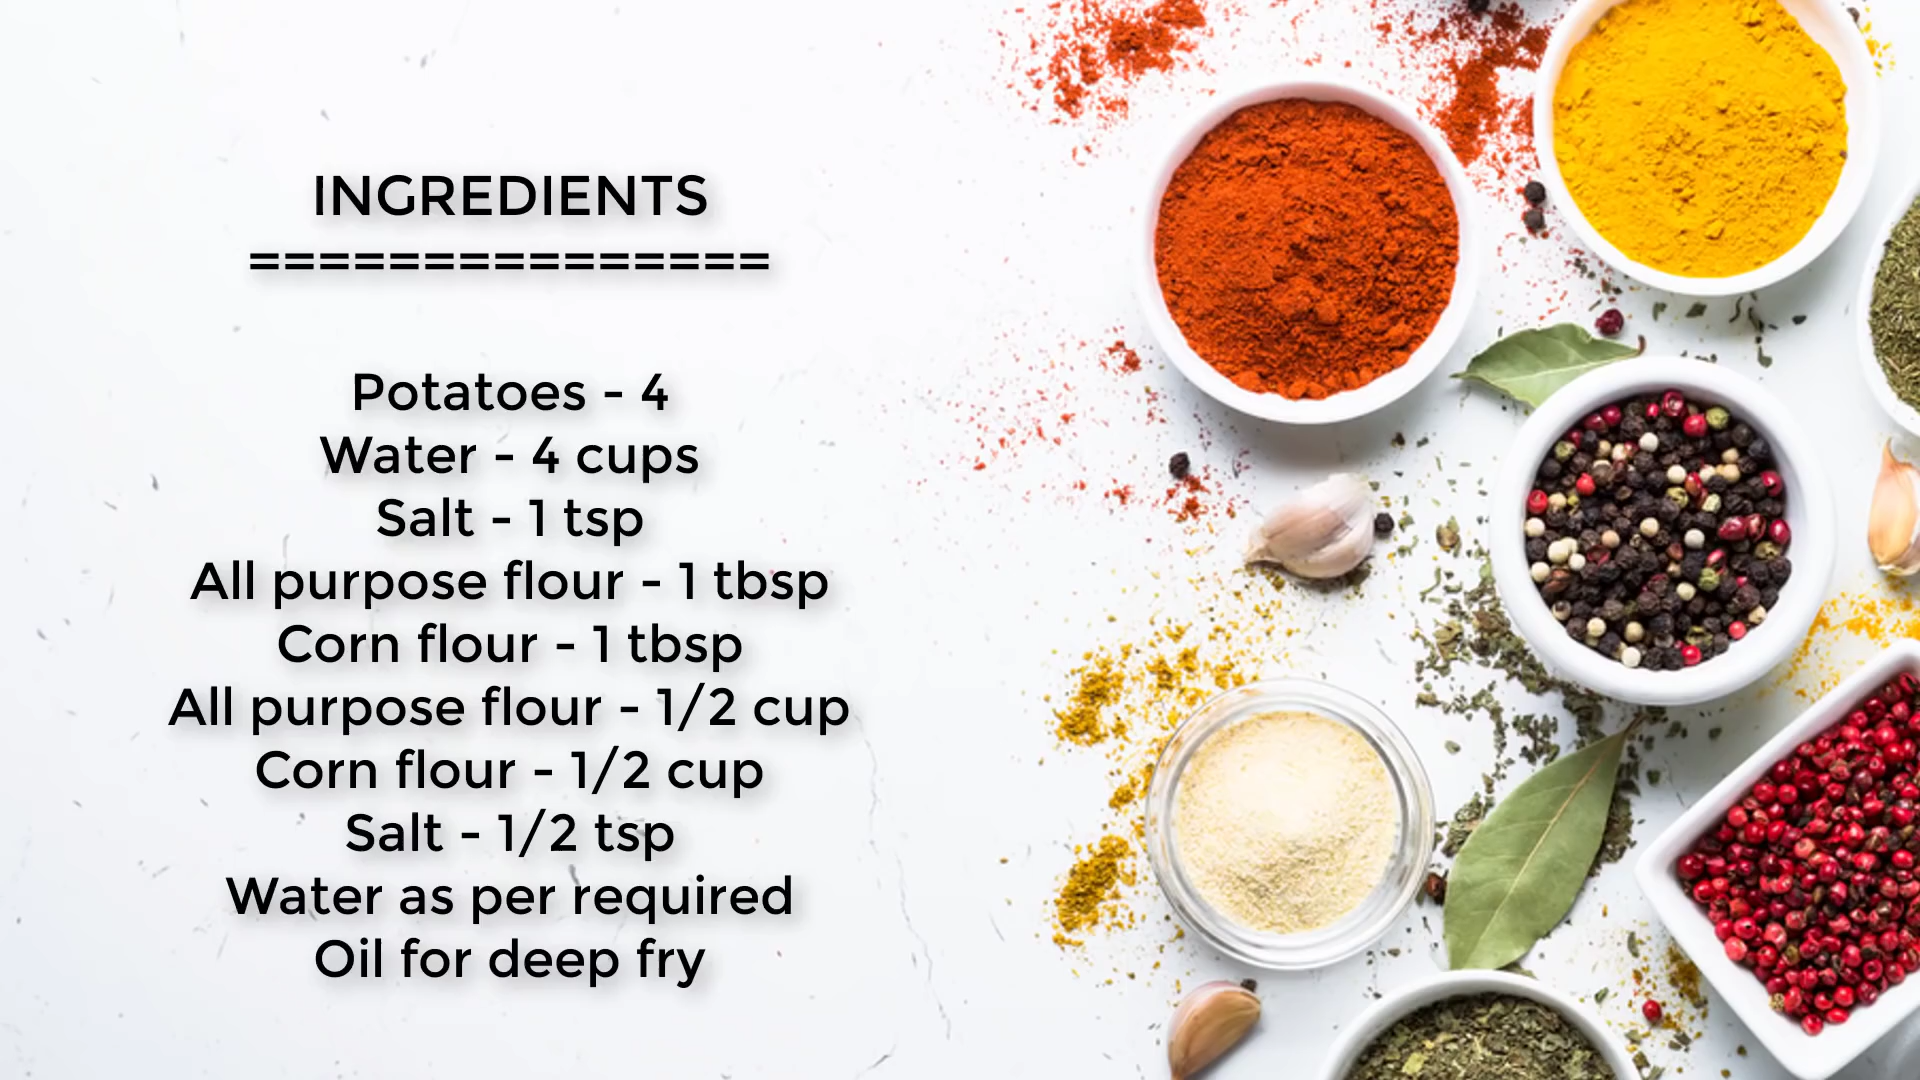 INGREDIENTS
===============
Potatoes - 4
Water - 4 cups
Salt - 1 tsp
All purpose flour - 1 tbsp
Corn flour - 1 tbsp
All purpose flour - 1/2 cup
Corn flour - 1/2 cup
Salt - 1/2 tsp
Water as per required
Oil for deep fry